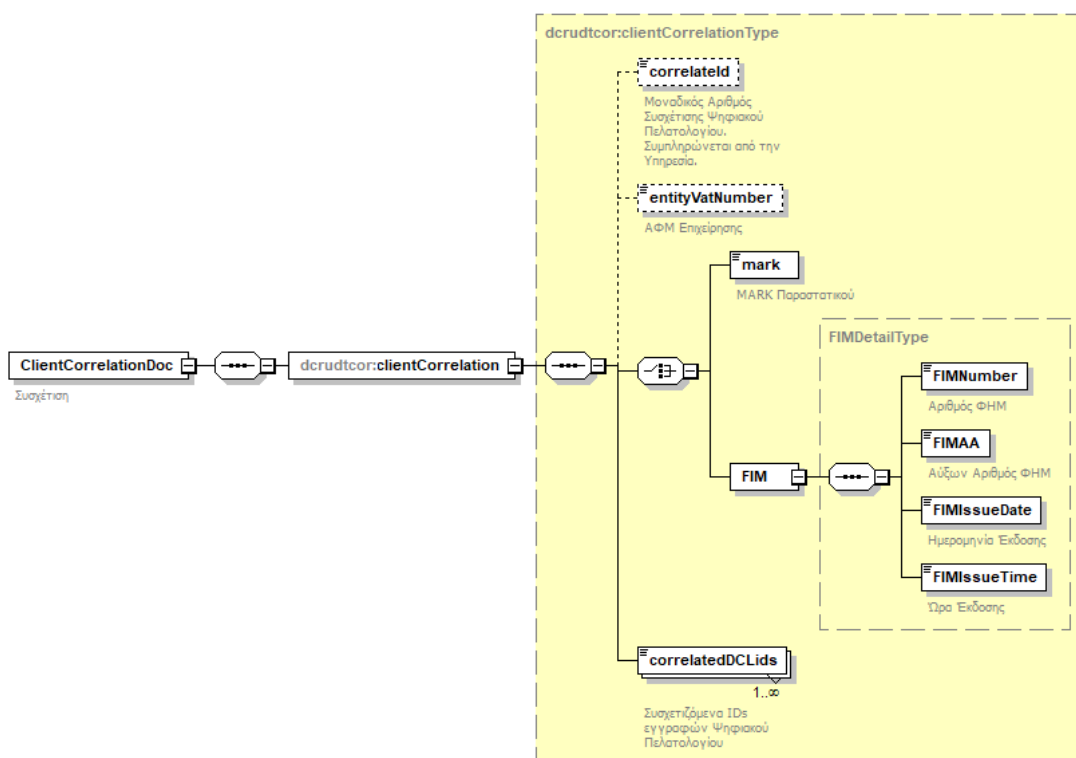 dcrudtcor:clientCorrelationType
correlateId
Μοναδικός Αριθμός
Συσχέτισης Ψηφιακού
Πελατολογίου.
Συμπληρώνεται από την
Υπηρεσία.
entityVatNumber
ΑΦΜ Επιχείρησης
mark
MARK Παραστατικού
ClientCorrelationDoc
Συσχέτιση
dcrudtcor:clientCorrelation
FIMDetailType
FIMNumber
Αριθμός ΦΗΜ
FIMAA
Αύξων Αριθμός ΦΗΜ
FIM
FIMIssueDate
Ημερομηνία Έκδοσης
FIMIssueTime
Ώρα Έκδοσης
correlatedDCLids
1..∞
Συσχετιζόμενα IDs
εγγραφών Ψηφιακού
Πελατολογίου